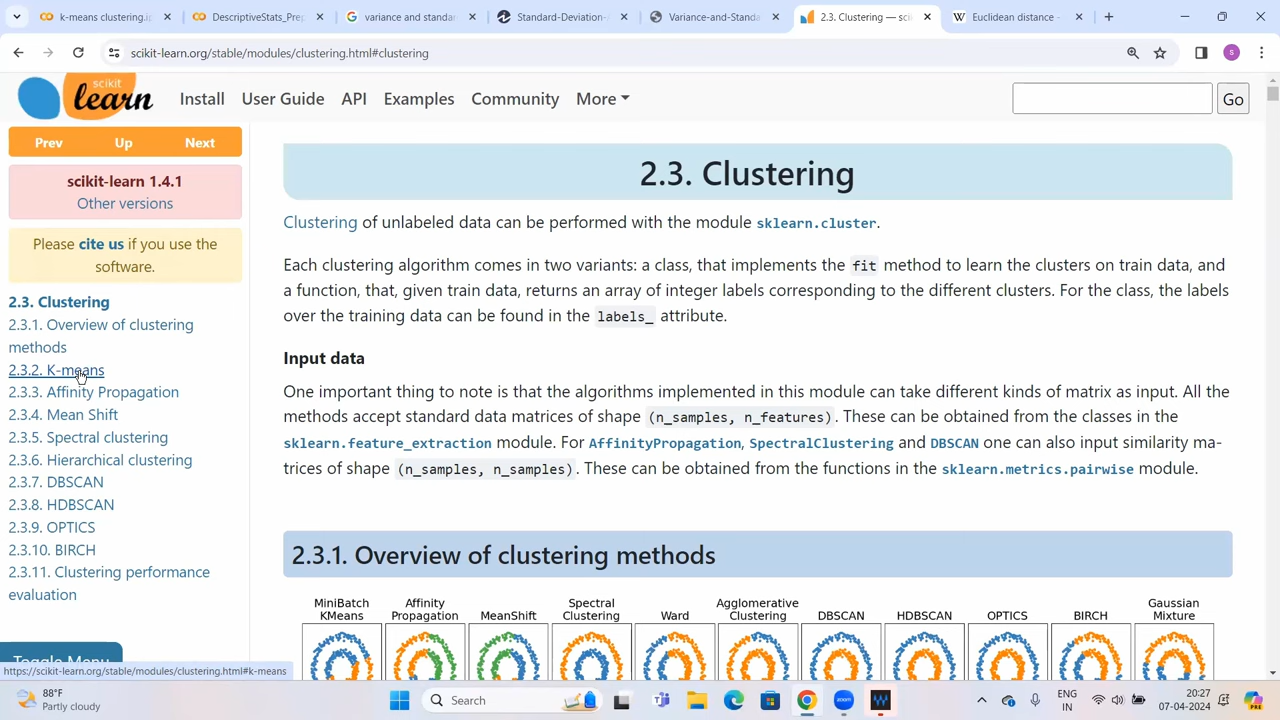 k-means clustering.i
DescriptiveStats_Prep
variance and standar
Standard-Deviation-
Variance-and-Standa
2.3. Clustering — scik
Euclidean distance -
scikit-learn.org/stable/modules/clustering.html#clustering
S
scikit
learn
Install
User Guide
API
Examples
Community
More
Go
Prev
Up
Next
scikit-learn 1.4.1
Other versions
Please cite us if you use the
software.
2.3. Clustering
2.3.1. Overview of clustering
methods
2.3.2. K-means
2.3.3. Affinity Propagation
2.3.4. Mean Shift
2.3.5. Spectral clustering
2.3.6. Hierarchical clustering
2.3.7. DBSCAN
2.3.8. HDBSCAN
2.3.9. OPTICS
2.3.10. BIRCH
2.3.11. Clustering performance
evaluation
Toggle Menu
https://scikit-learn.org/stable/modules/clustering.html#k-means
2.3. Clustering
Clustering of unlabeled data can be performed with the module sklearn.cluster.
Each clustering algorithm comes in two variants: a class, that implements the fit method to learn the clusters on train data, and
a function, that, given train data, returns an array of integer labels corresponding to the different clusters. For the class, the labels
over the training data can be found in the labels_ attribute.
Input data
One important thing to note is that the algorithms implemented in this module can take different kinds of matrix as input. All the
methods accept standard data matrices of shape (n_samples, n_features). These can be obtained from the classes in the
sklearn.feature_extraction module. For AffinityPropagation, SpectralClustering and DBSCAN one can also input similarity ma-
trices of shape (n_samples, n_samples). These can be obtained from the functions in the sklearn.metrics.pairwise module.
2.3.1. Overview of clustering methods
MiniBatch
KMeans
Affinity
Propagation
MeanShift
Spectral
Clustering
Ward
Agglomerative
Clustering
DBSCAN
HDBSCAN
OPTICS
BIRCH
Gaussian
Mixture
88°F
Partly cloudy
Search
ENG
IN
20:27
07-04-2024